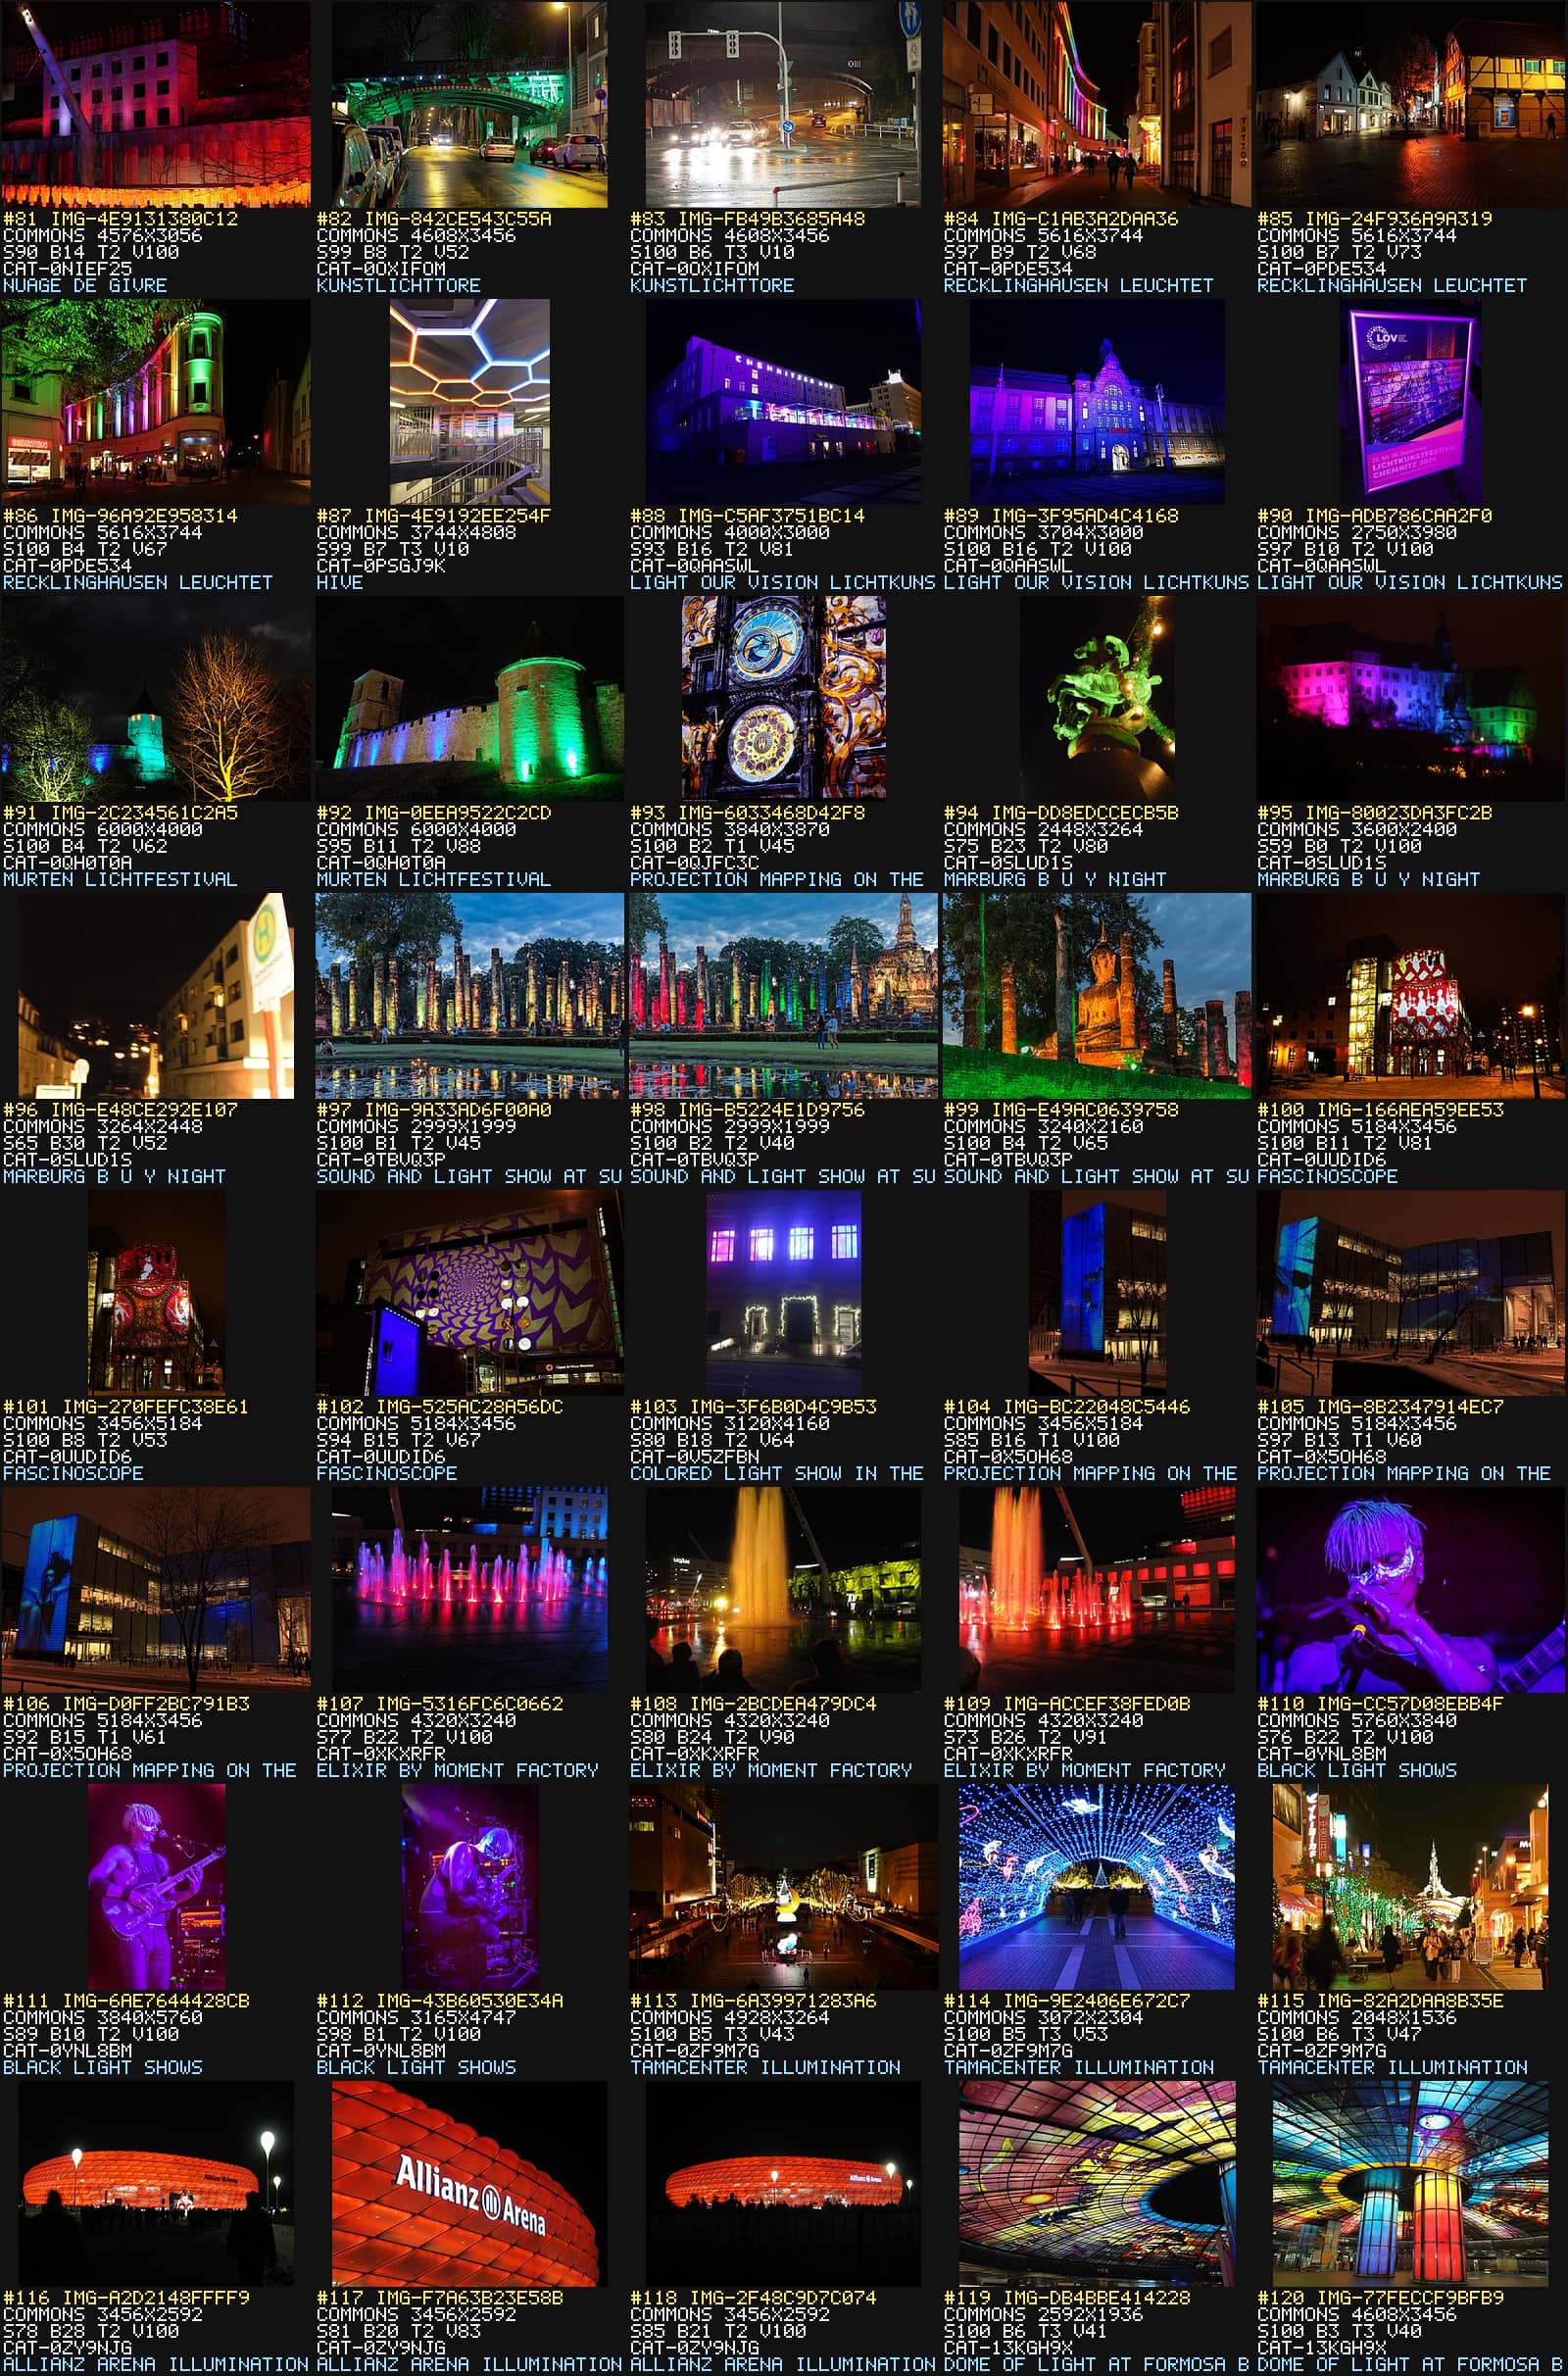 #81 IMG-4E9131380C12
COMMONS 4576X3056
S90 B14 T2 V100
CAT-0NIEF25
NUAGE DE GIVRE
#82 IMG-842CE543C55A
COMMONS 4608X3456
S99 B8 T2 V52
CAT-0OXIFOM
KUNSTLICHTTORE
#83 IMG-FB49B3685A48
COMMONS 4608X3456
S100 B6 T3 V10
CAT-0OXIFOM
KUNSTLICHTTORE
TATTOO
#84 IMG-C1AB3A2DAA36
COMMONS 5616X3744
S97 B9 T2 V68
CAT-0PDE534
RECKLINGHAUSEN LEUCHTET
#85 IMG-24F936A9A319
COMMONS 5616X3744
S100 B7 T2 V73
CAT-0PDE534
RECKLINGHAUSEN LEUCHTET
#86 IMG-96A92E958314
COMMONS 5616X3744
S100 B4 T2 V67
CAT-0PDE534
RECKLINGHAUSEN LEUCHTET
#87 IMG-4E9192EE254F
COMMONS 3744X4808
S99 B7 T3 V10
CAT-0PSGJ9K
HIVE
CHEMNITZER HOF
#88 IMG-C5AF3751BC14
COMMONS 4000X3000
S93 B16 T2 V81
CAT-0QAASWL
LIGHT OUR VISION LICHTKUNS
#89 IMG-3F95AD4C4168
COMMONS 3704X3000
S100 B16 T2 V100
CAT-0QAASWL
LIGHT OUR VISION LICHTKUNS
LOV
LICHTKUNSTFESTIVAL
CHEMNITZ 2024
#90 IMG-ADB786CAA2F0
COMMONS 2750X3980
S97 B10 T2 V100
CAT-0QAASWL
LIGHT OUR VISION LICHTKUNS
#91 IMG-2C234561C2A5
COMMONS 6000X4000
S100 B4 T2 V62
CAT-0QH0T0A
MURTEN LICHTFESTIVAL
#92 IMG-0EEA9522C2CD
COMMONS 6000X4000
S95 B11 T2 V88
CAT-0QH0T0A
MURTEN LICHTFESTIVAL
#93 IMG-6033468D42F8
COMMONS 3840X3870
S100 B2 T1 V45
CAT-0QJFC3C
PROJECTION MAPPING ON THE
#94 IMG-DD8EDCCECB5B
COMMONS 2448X3264
S75 B23 T2 V80
CAT-0SLUD1S
MARBURG B U Y NIGHT
#95 IMG-80023DA3FC2B
COMMONS 3600X2400
S59 B0 T2 V100
CAT-0SLUD1S
MARBURG B U Y NIGHT
H
#96 IMG-E48CE292E107
COMMONS 3264X2448
S65 B30 T2 V52
CAT-0SLUD1S
MARBURG B U Y NIGHT
#97 IMG-9A33AD6F00A0
COMMONS 2999X1999
S100 B1 T2 V45
CAT-0TBVQ3P
SOUND AND LIGHT SHOW AT SU
#98 IMG-B5224E1D9756
COMMONS 2999X1999
S100 B2 T2 V40
CAT-0TBVQ3P
SOUND AND LIGHT SHOW AT SU
#99 IMG-E49AC0639758
COMMONS 3240X2160
S100 B4 T2 V65
CAT-0TBVQ3P
SOUND AND LIGHT SHOW AT SU
#100 IMG-166AEA59EE53
COMMONS 5184X3456
S100 B11 T2 V81
CAT-0UUDID6
FASCINOSCOPE
#101 IMG-270FEFC38E61
COMMONS 3456X5184
S100 B8 T2 V53
CAT-0UUDID6
FASCINOSCOPE
#102 IMG-525AC28A56DC
COMMONS 5184X3456
S94 B15 T2 V67
CAT-0UUDID6
FASCINOSCOPE
#103 IMG-3F6B0D4C9B53
COMMONS 3120X4160
S80 B18 T2 V64
CAT-0V5ZFBN
COLORED LIGHT SHOW IN THE
#104 IMG-BC22048C5446
COMMONS 3456X5184
S85 B16 T1 V100
CAT-0X5OH68
PROJECTION MAPPING ON THE
#105 IMG-8B2347914EC7
COMMONS 5184X3456
S97 B13 T1 V60
CAT-0X5OH68
PROJECTION MAPPING ON THE
#106 IMG-D0FF2BC791B3
COMMONS 5184X3456
S92 B15 T1 V61
CAT-0X5OH68
PROJECTION MAPPING ON THE
#107 IMG-5316FC6C0662
COMMONS 4320X3240
S77 B22 T2 V100
CAT-0XKXRFR
ELIXIR BY MOMENT FACTORY
#108 IMG-2BCDEA479DC4
COMMONS 4320X3240
S80 B24 T2 V90
CAT-0XKXRFR
ELIXIR BY MOMENT FACTORY
#109 IMG-ACCEF38FED0B
COMMONS 4320X3240
S73 B26 T2 V91
CAT-0XKXRFR
ELIXIR BY MOMENT FACTORY
#110 IMG-CC57D08EBB4F
COMMONS 5760X3840
S76 B22 T2 V100
CAT-0YNL8BM
BLACK LIGHT SHOWS
#111 IMG-6AE7644428CB
COMMONS 3840X5760
S89 B10 T2 V100
CAT-0YNL8BM
BLACK LIGHT SHOWS
#112 IMG-43B60530E34A
COMMONS 3165X4747
S98 B1 T2 V100
CAT-0YNL8BM
BLACK LIGHT SHOWS
#113 IMG-6A39971283A6
COMMONS 4928X3264
S100 B5 T3 V43
CAT-0ZF9M7G
TAMACENTER ILLUMINATION
#114 IMG-9E2406E672C7
COMMONS 3072X2304
S100 B5 T3 V53
CAT-0ZF9M7G
TAMACENTER ILLUMINATION
#115 IMG-82A2DAA8B35E
COMMONS 2048X1536
S100 B6 T3 V47
CAT-0ZF9M7G
TAMACENTER ILLUMINATION
Allianz Arena
#116 IMG-A2D2148FFFF9
COMMONS 3456X2592
S78 B28 T2 V100
CAT-0ZY9NJG
ALLIANZ ARENA ILLUMINATION
Allianz Arena
#117 IMG-F7A63B23E58B
COMMONS 3456X2592
S81 B20 T2 V83
CAT-0ZY9NJG
ALLIANZ ARENA ILLUMINATION
Allianz Arena
#118 IMG-2F48C9D7C074
COMMONS 3456X2592
S85 B21 T2 V100
CAT-0ZY9NJG
ALLIANZ ARENA ILLUMINATION
#119 IMG-DB4BBE414228
COMMONS 2592X1936
S100 B6 T3 V41
CAT-13KGH9X
DOME OF LIGHT AT FORMOSA B
#120 IMG-77FECCF9BFB9
COMMONS 4608X3456
S100 B3 T3 V40
CAT-13KGH9X
DOME OF LIGHT AT FORMOSA B